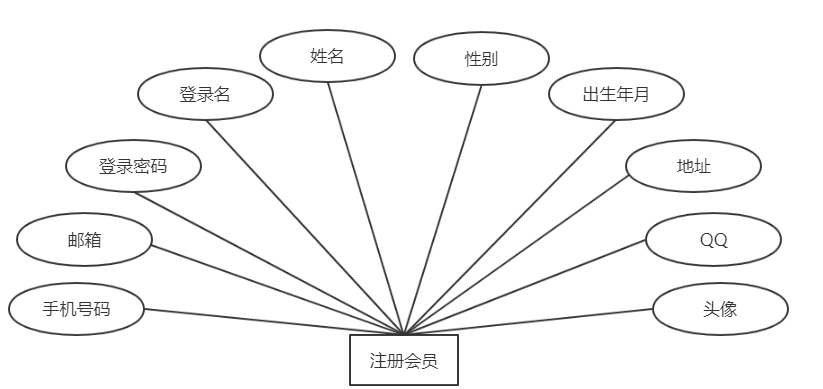 姓名
性别
登录名
出生年月
登录密码
地址
邮箱
QQ
手机号码
头像
注册会员